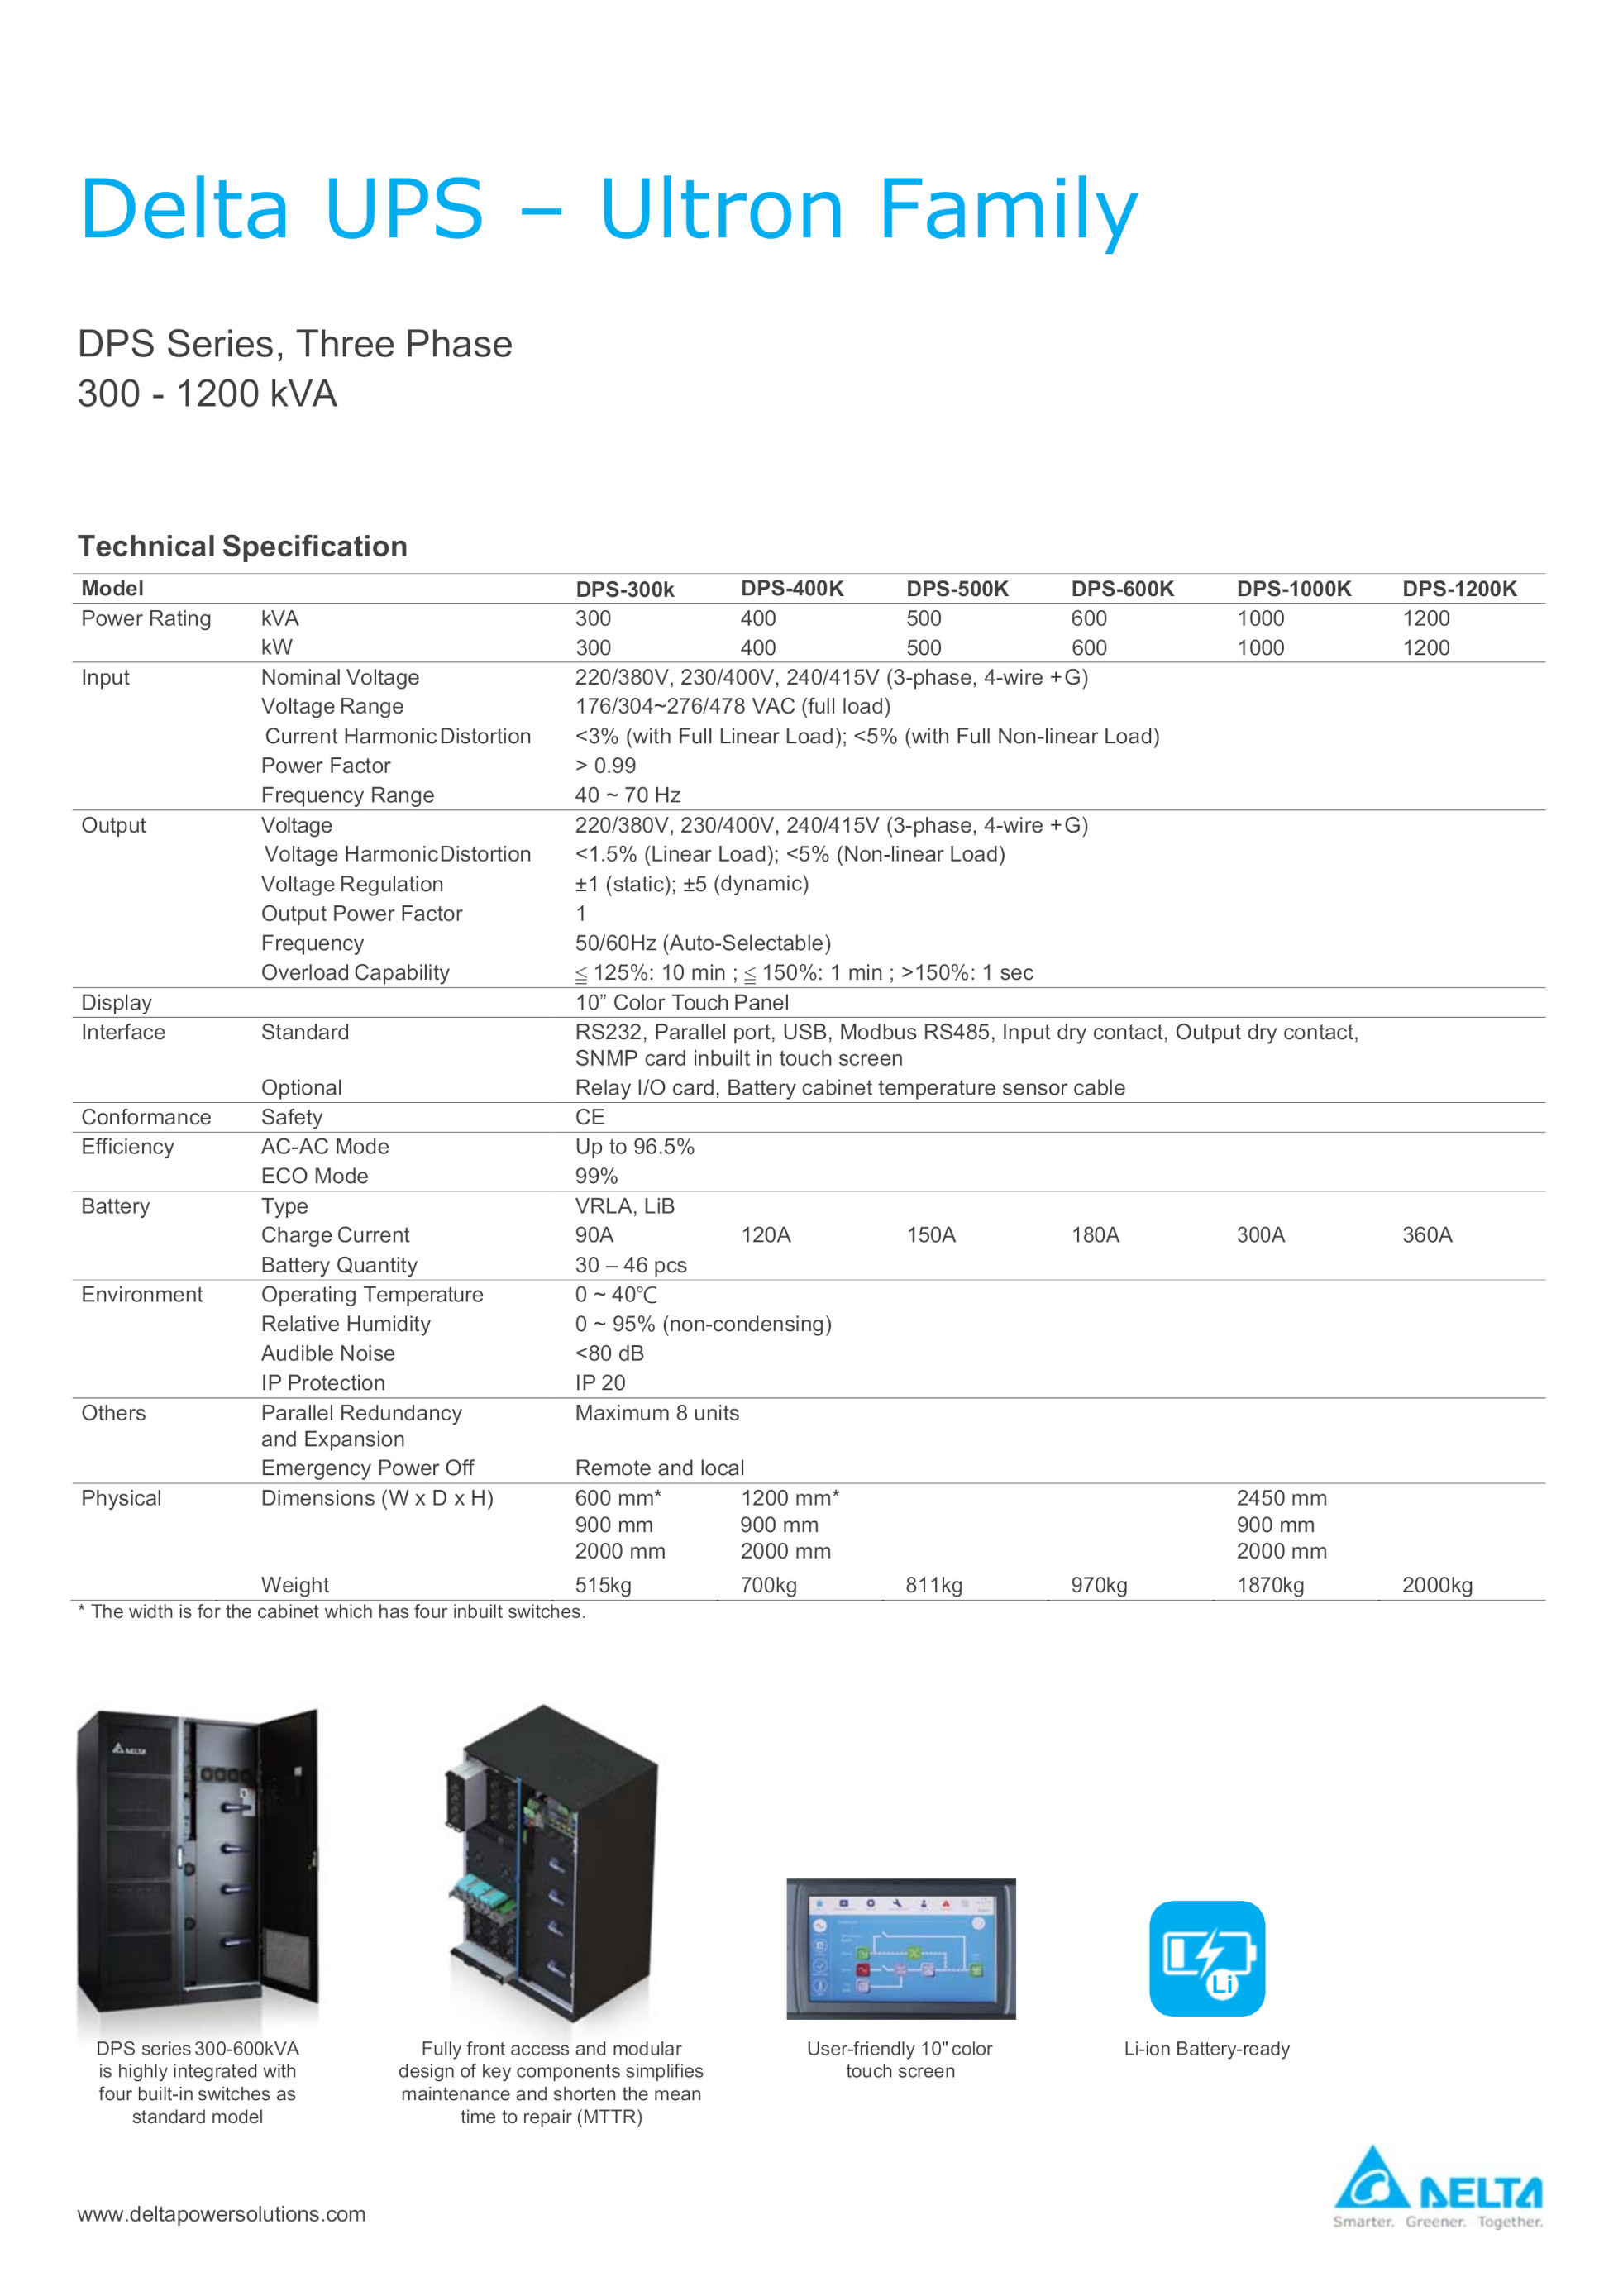 Delta UPS – Ultron Family
DPS Series, Three Phase
300 - 1200 kVA
Technical Specification
Model DPS-300k DPS-400K DPS-500K DPS-600K DPS-1000K DPS-1200K
Power Rating kVA 300 400 500 600 1000 1200
kW 300 400 500 600 1000 1200
Input Nominal Voltage 220/380V, 230/400V, 240/415V (3-phase, 4-wire +G)
Voltage Range 176/304~276/478 VAC (full load)
Current Harmonic Distortion <3% (with Full Linear Load); <5% (with Full Non-linear Load)
Power Factor > 0.99
Frequency Range 40 ~ 70 Hz
Output Voltage 220/380V, 230/400V, 240/415V (3-phase, 4-wire +G)
Voltage Harmonic Distortion <1.5% (Linear Load); <5% (Non-linear Load)
Voltage Regulation ±1 (static); ±5 (dynamic)
Output Power Factor 1
Frequency 50/60Hz (Auto-Selectable)
Overload Capability ≦ 125%: 10 min ; ≦ 150%: 1 min ; >150%: 1 sec
Display 10” Color Touch Panel
Interface Standard RS232, Parallel port, USB, Modbus RS485, Input dry contact, Output dry contact,
SNMP card inbuilt in touch screen
Optional Relay I/O card, Battery cabinet temperature sensor cable
Conformance Safety CE
Efficiency AC-AC Mode Up to 96.5%
ECO Mode 99%
Battery Type VRLA, LiB
Charge Current 90A 120A 150A 180A 300A 360A
Battery Quantity 30 – 46 pcs
Environment Operating Temperature 0 ~ 40℃
Relative Humidity 0 ~ 95% (non-condensing)
Audible Noise <80 dB
IP Protection IP 20
Others Parallel Redundancy Maximum 8 units
and Expansion
Emergency Power Off Remote and local
Physical Dimensions (W x D x H) 600 mm* 1200 mm* 2450 mm
900 mm 900 mm 900 mm
2000 mm 2000 mm 2000 mm
Weight 515kg 700kg 811kg 970kg 1870kg 2000kg
* The width is for the cabinet which has four inbuilt switches.
DELTA
Li
DPS series 300-600kVA
is highly integrated with
four built-in switches as
standard model
Fully front access and modular
design of key components simplifies
maintenance and shorten the mean
time to repair (MTTR)
User-friendly 10" color
touch screen
Li-ion Battery-ready
www.deltapowersolutions.com
DELTA
Smarter. Greener. Together.